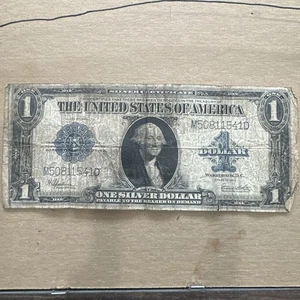 SILVER CERTIFICATE
1 THE UNITED STATES OF AMERICA 1
M50811541D
1
DOLLAR
WASHINGTON, D.C.
M50811541D
1 ONE SILVER DOLLAR 1
PAYABLE TO THE BEARER ON DEMAND